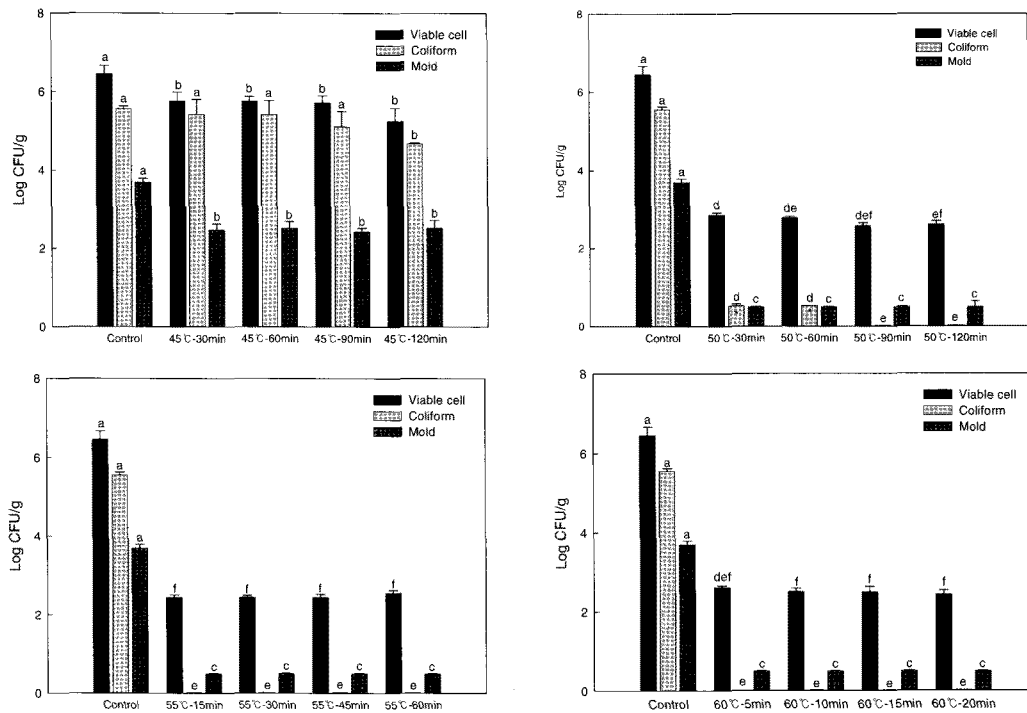 8
6
4
2
0
Log CFU/g
Viable cell
Coliform
Mold
a
a
a
b
a
b
b
a
b
b
a
b
b
b
b
Control
45℃-30min
45℃-60min
45℃-90min
45℃-120min
8
6
4
2
0
Log CFU/g
Viable cell
Coliform
Mold
a
a
a
d
d
c
de
d
c
def
e
c
ef
e
c
Control
50℃-30min
50℃-60min
50℃-90min
50℃-120min
8
6
4
2
0
Log CFU/g
Viable cell
Coliform
Mold
a
a
a
f
e
c
f
e
c
f
e
c
f
e
c
Control
55℃-15min
55℃-30min
55℃-45min
55℃-60min
8
6
4
2
0
Log CFU/g
Viable cell
Coliform
Mold
a
a
a
def
e
c
f
e
c
f
e
c
f
e
c
Control
60℃-5min
60℃-10min
60℃-15min
60℃-20min